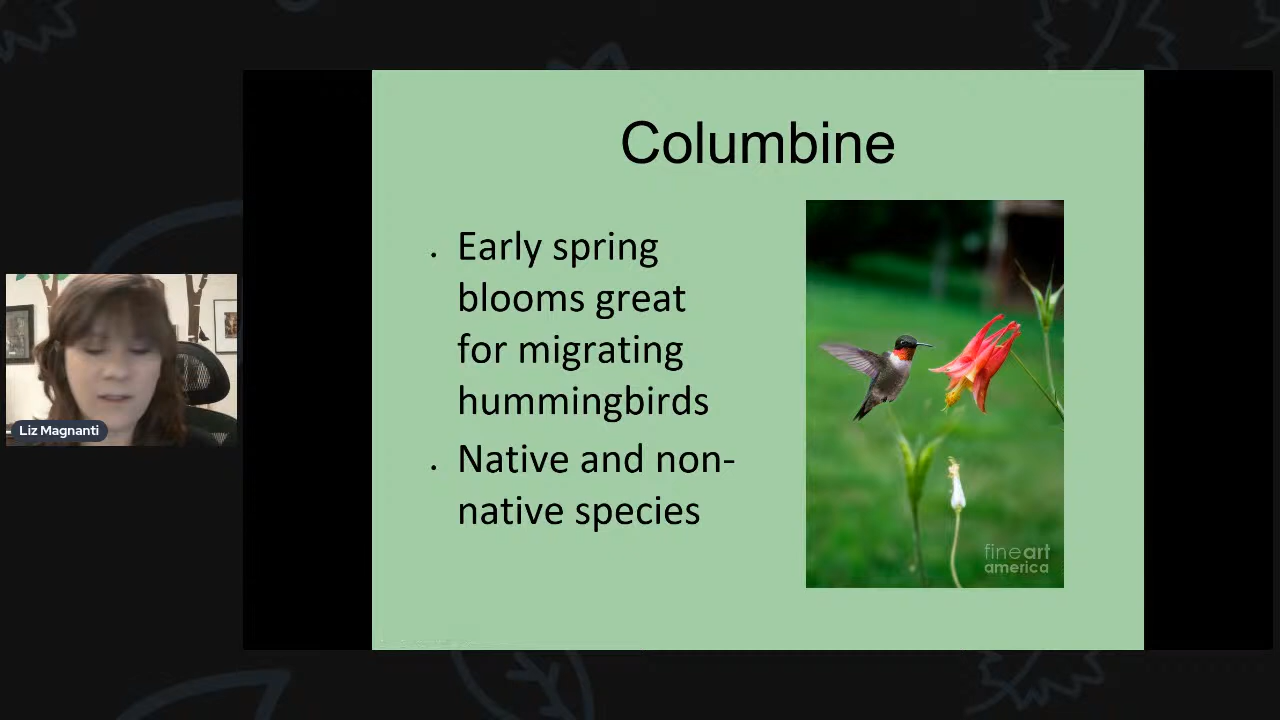 Columbine
Early spring
blooms great
for migrating
hummingbirds
Native and non-
native species
fineart
america
Liz Magnanti